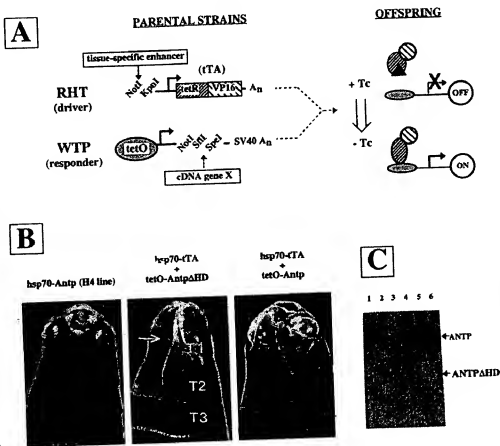 A
PARENTAL STRAINS
OFFSPRING
tissue-specific enhancer
(tTA)
NotI KpnI
tetR VP16 An
RHT
(driver)
+ Tc
OFF
WTP
(responder)
tetO
NotI SfiI SpeI
SV40 An
- Tc
ON
cDNA gene X
B
C
hsp70-Antp (H4 line)
hsp70-tTA
+
tetO-AntpΔHD
hsp70-tTA
+
tetO-Antp
1 2 3 4 5 6
ANTP
ANTPΔHD
T1
T2
T3